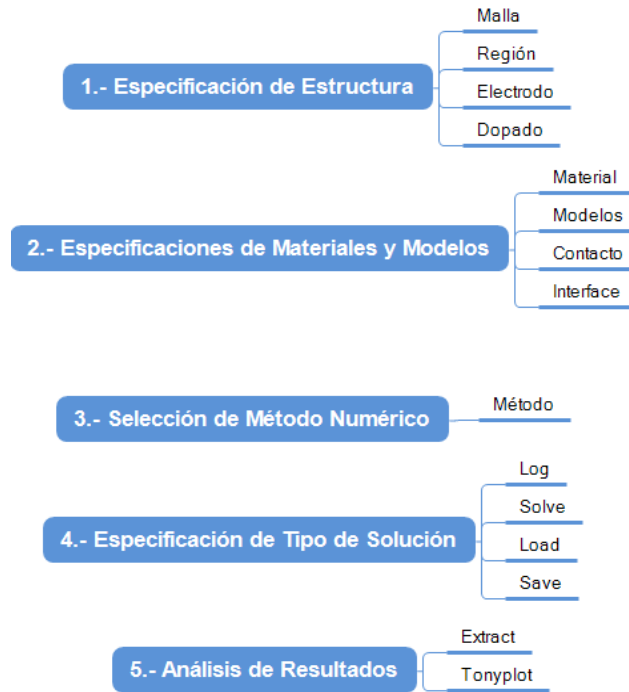 1.- Especificación de Estructura
Malla
Región
Electrodo
Dopado
2.- Especificaciones de Materiales y Modelos
Material
Modelos
Contacto
Interface
3.- Selección de Método Numérico
Método
4.- Especificación de Tipo de Solución
Log
Solve
Load
Save
5.- Análisis de Resultados
Extract
Tonyplot